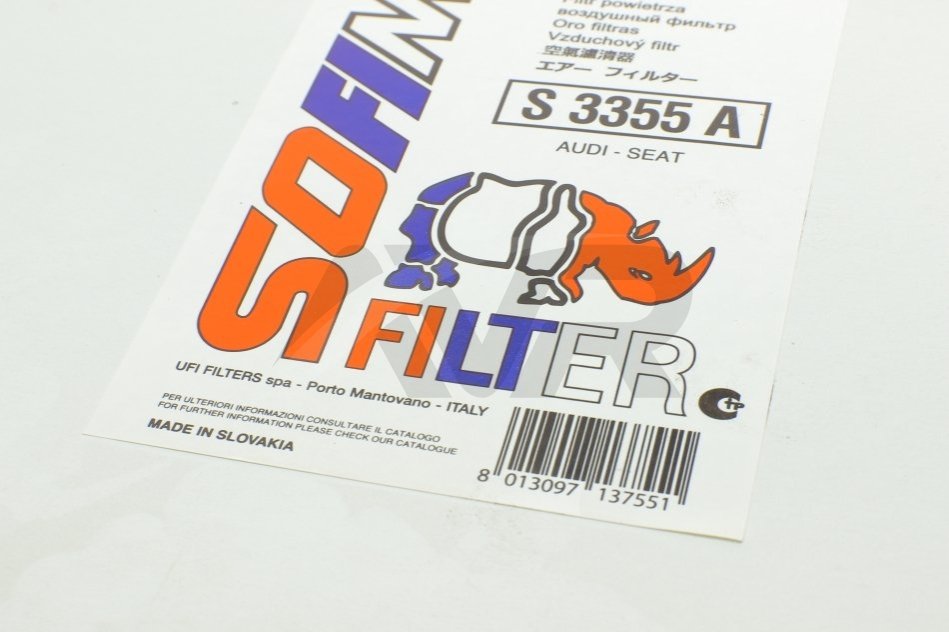 Filtr powietrza
воздушный фильтр
Oro filtras
Vzduchový filtr
空氣濾清器
エアー フィルター
S 3355 A
AUDI - SEAT
SOFIM
FILTER
CTP
UFI FILTERS spa - Porto Mantovano - ITALY
PER ULTERIORI INFORMAZIONI CONSULTARE IL CATALOGO
FOR FURTHER INFORMATION PLEASE CHECK OUR CATALOGUE
MADE IN SLOVAKIA
8 013097 137551